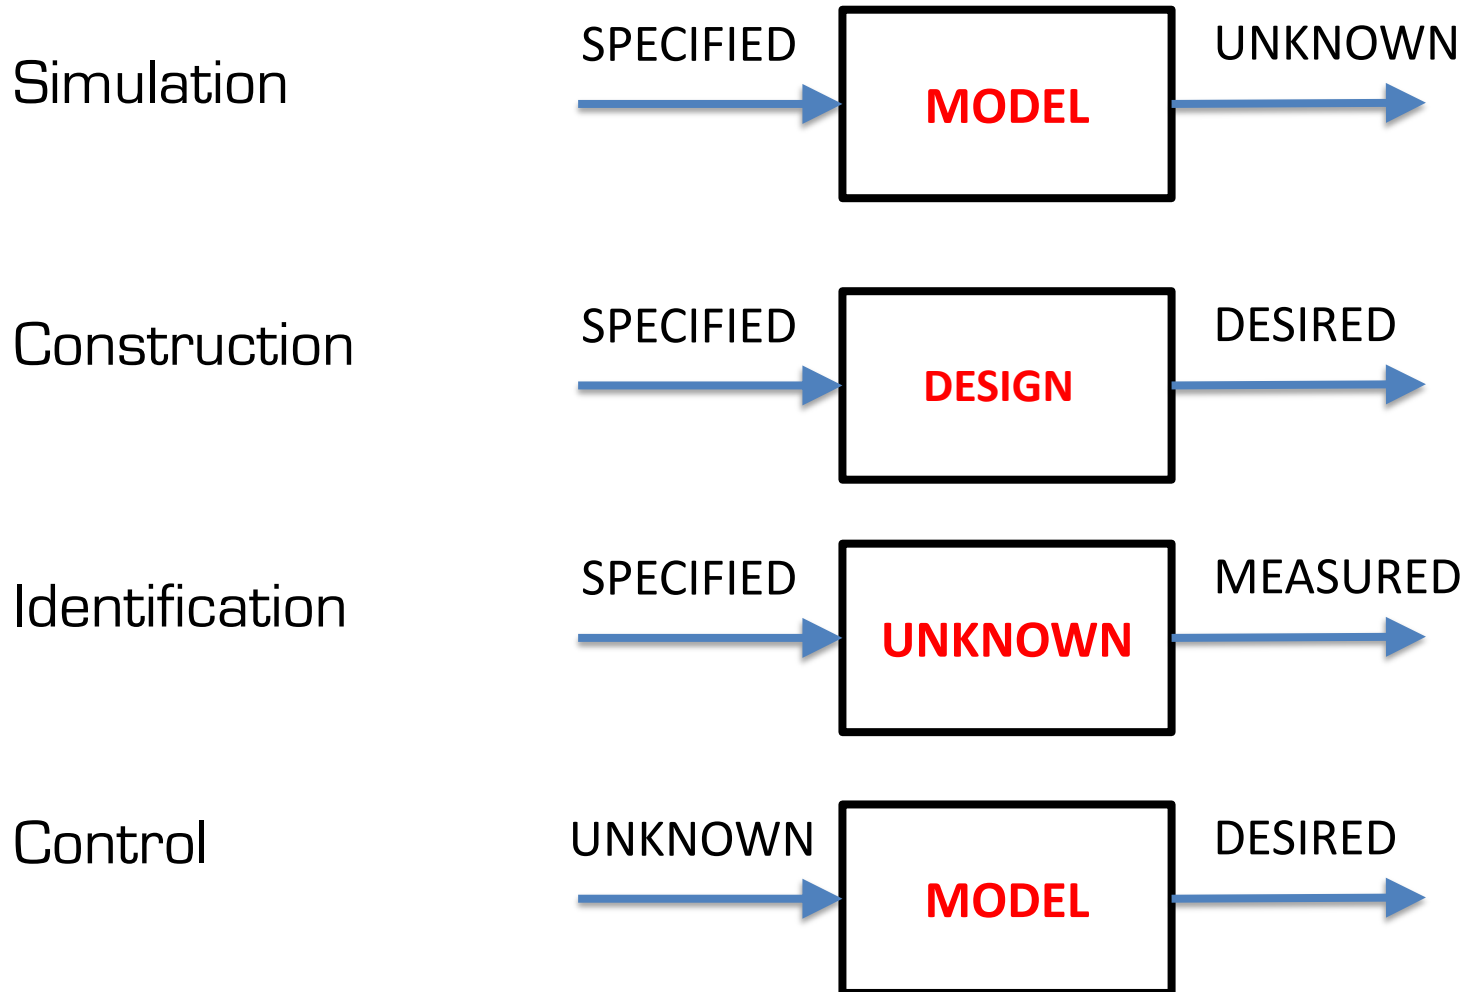 Simulation
SPECIFIED
MODEL
UNKNOWN
Construction
SPECIFIED
DESIGN
DESIRED
Identification
SPECIFIED
UNKNOWN
MEASURED
Control
UNKNOWN
MODEL
DESIRED